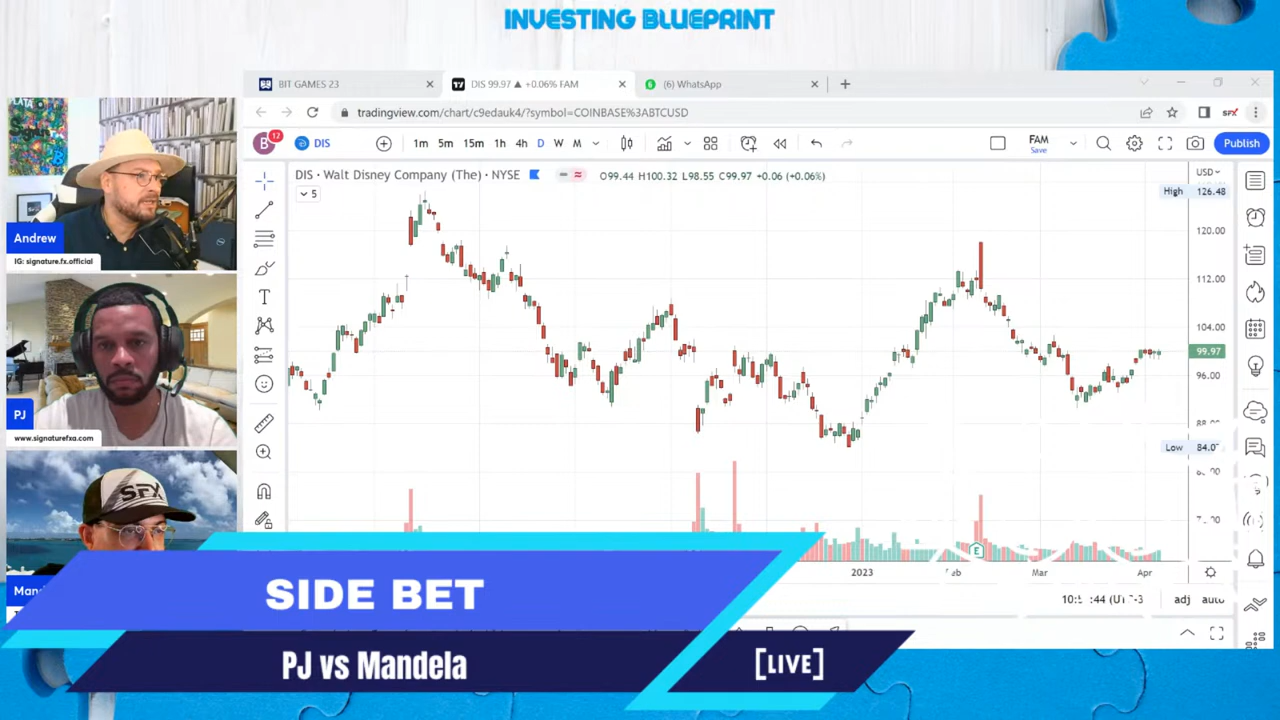 INVESTING BLUEPRINT
BIT GAMES 23
DIS 99.97 ▲ +0.06% FAM
(6) WhatsApp
tradingview.com/chart/c9edauk4/?symbol=COINBASE%3ABTCUSD
SFX
B 12
DIS
1m 5m 15m 1h 4h D W M
FAM
Save
Publish
DIS · Walt Disney Company (The) · NYSE
O99.44 H100.32 L98.55 C99.97 +0.06 (+0.06%)
5
USD
High 126.48
120.00
112.00
104.00
99.97
96.00
Low
2023
Mar
Apr
E
adj auto
Andrew
IG: signature.fx.official
PJ
www.signaturefxa.com
SFX
SIDE BET
PJ vs Mandela
[LIVE]